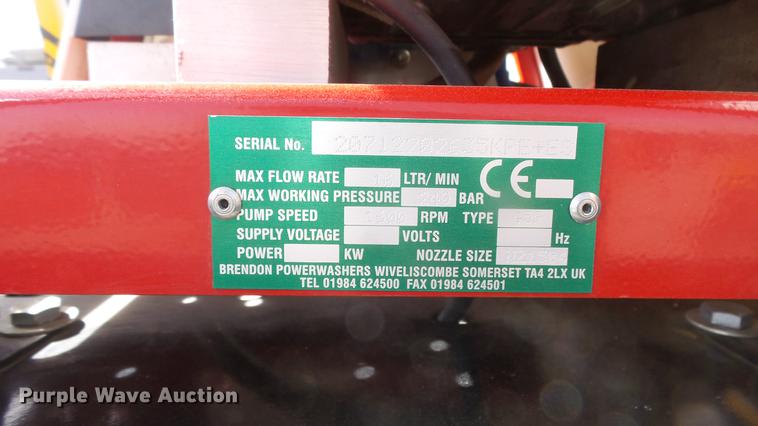 SERIAL No.
MAX FLOW RATE LTR/ MIN CE
MAX WORKING PRESSURE BAR
PUMP SPEED RPM TYPE
SUPPLY VOLTAGE VOLTS Hz
POWER KW NOZZLE SIZE
BRENDON POWERWASHERS WIVELISCOMBE SOMERSET TA4 2LX UK
TEL 01984 624500 FAX 01984 624501
Purple Wave Auction